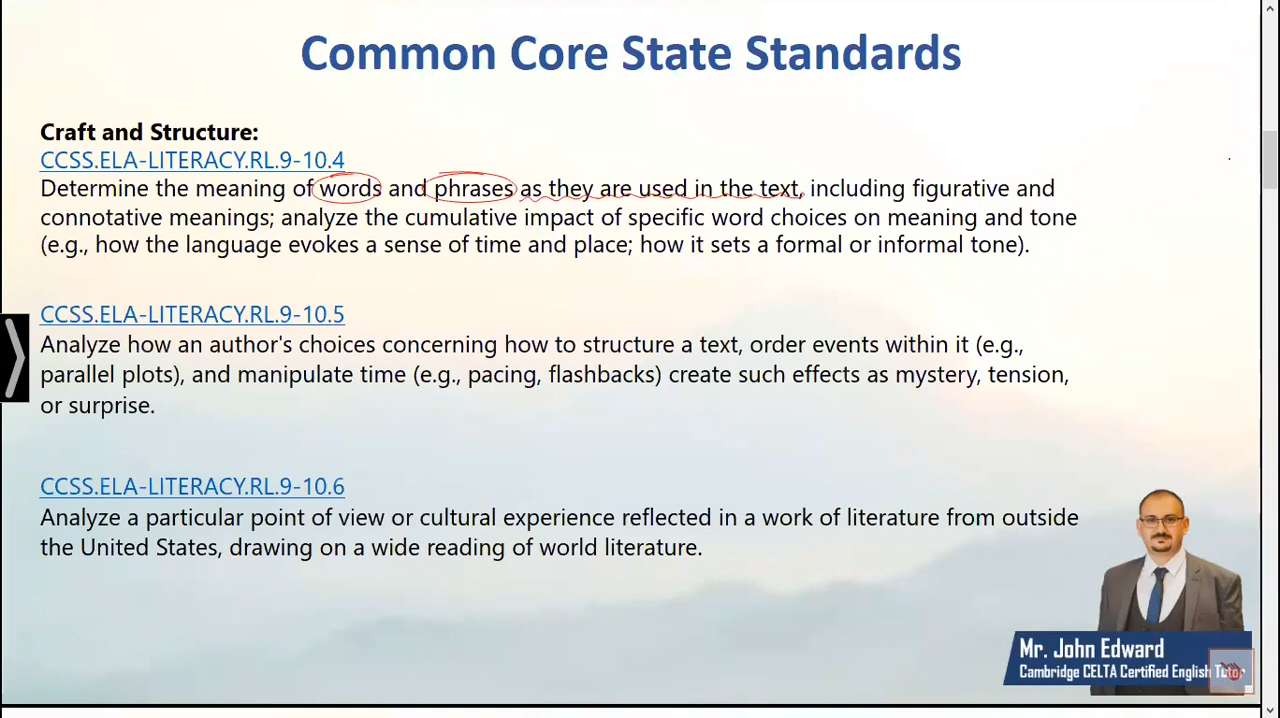 Common Core State Standards
Craft and Structure:
CCSS.ELA-LITERACY.RL.9-10.4
Determine the meaning of words and phrases as they are used in the text, including figurative and
connotative meanings; analyze the cumulative impact of specific word choices on meaning and tone
(e.g., how the language evokes a sense of time and place; how it sets a formal or informal tone).
CCSS.ELA-LITERACY.RL.9-10.5
Analyze how an author's choices concerning how to structure a text, order events within it (e.g.,
parallel plots), and manipulate time (e.g., pacing, flashbacks) create such effects as mystery, tension,
or surprise.
CCSS.ELA-LITERACY.RL.9-10.6
Analyze a particular point of view or cultural experience reflected in a work of literature from outside
the United States, drawing on a wide reading of world literature.
Mr. John Edward
Cambridge CELTA Certified English Tutor